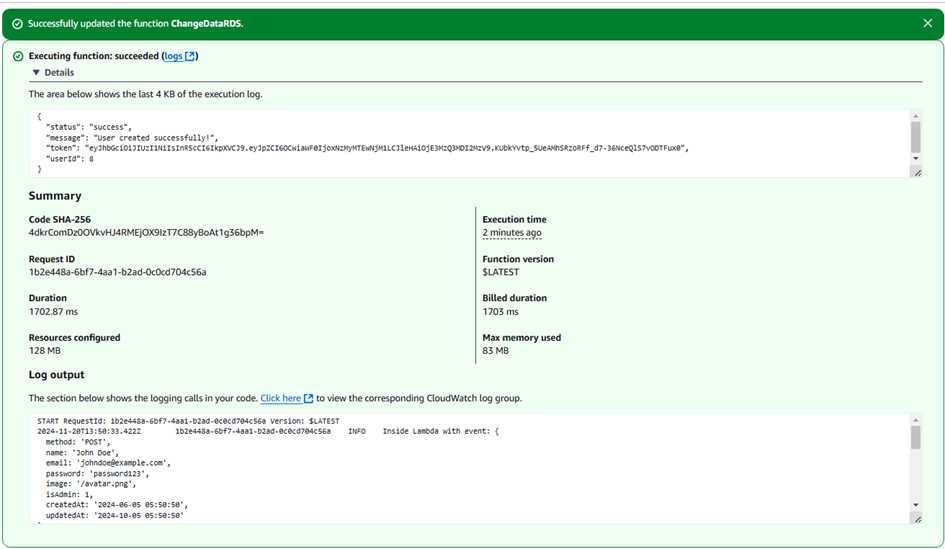 Successfully updated the function ChangeDataRDS.
Executing function: succeeded (logs)
Details
The area below shows the last 4 KB of the execution log.
{
"status": "success",
"message": "User created successfully!",
"token": "eyJhbGciOiJIUzI1NiIsInR5cCI6IkpXVCJ9.eyJpZCI6OCwiaWF0IjoxNzMyMTEwNjM1LCJleHAiOjE3MzQ3MDI2MzV9.KUbkYvtp_5UeAMhSRzoRFf_d7-36NceQlS7vODTFux0",
"userId": 8
}
Summary
Code SHA-256
4dkrComDz0OVkvHJ4RMEjOX9IzT7C88yBoAt1g36bpM=
Execution time
2 minutes ago
Request ID
1b2e448a-6bf7-4aa1-b2ad-0c0cd704c56a
Function version
$LATEST
Duration
1702.87 ms
Billed duration
1703 ms
Resources configured
128 MB
Max memory used
83 MB
Log output
The section below shows the logging calls in your code. Click here to view the corresponding CloudWatch log group.
START RequestId: 1b2e448a-6bf7-4aa1-b2ad-0c0cd704c56a Version: $LATEST
2024-11-20T13:50:33.422Z 1b2e448a-6bf7-4aa1-b2ad-0c0cd704c56a INFO Inside Lambda with event: {
method: 'POST',
name: 'John Doe',
email: 'johndoe@example.com',
password: 'password123',
image: '/avatar.png',
isAdmin: 1,
createdAt: '2024-06-05 05:50:50',
updatedAt: '2024-10-05 05:50:50'